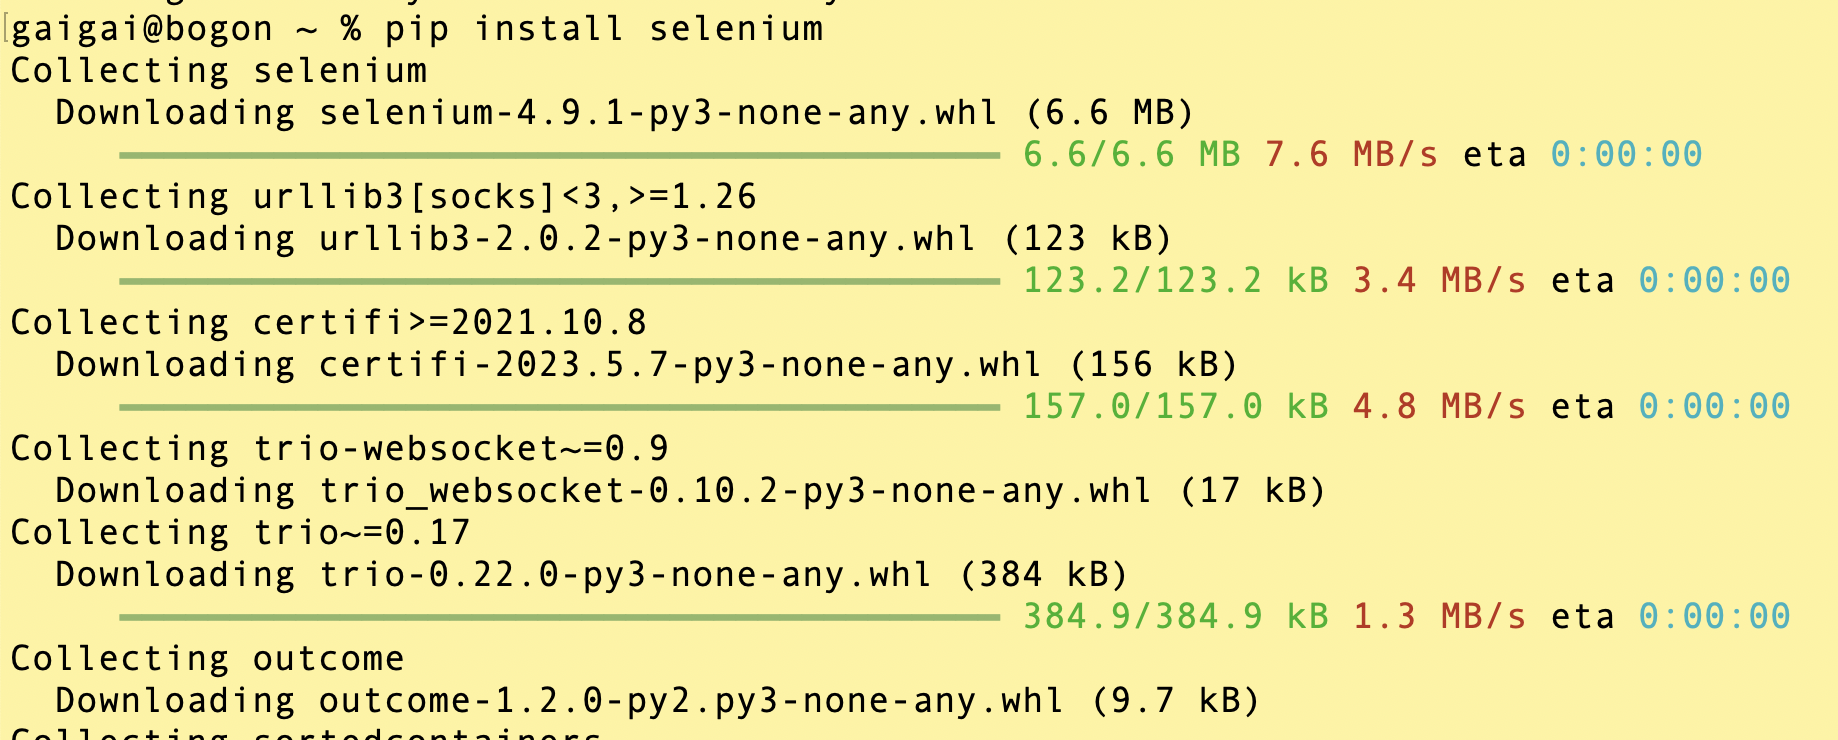 gaigai@bogon ~ % pip install selenium
Collecting selenium
  Downloading selenium-4.9.1-py3-none-any.whl (6.6 MB)
6.6/6.6 MB 7.6 MB/s eta 0:00:00
Collecting urllib3[socks]<3,>=1.26
  Downloading urllib3-2.0.2-py3-none-any.whl (123 kB)
123.2/123.2 kB 3.4 MB/s eta 0:00:00
Collecting certifi>=2021.10.8
  Downloading certifi-2023.5.7-py3-none-any.whl (156 kB)
157.0/157.0 kB 4.8 MB/s eta 0:00:00
Collecting trio-websocket~=0.9
  Downloading trio_websocket-0.10.2-py3-none-any.whl (17 kB)
Collecting trio~=0.17
  Downloading trio-0.22.0-py3-none-any.whl (384 kB)
384.9/384.9 kB 1.3 MB/s eta 0:00:00
Collecting outcome
  Downloading outcome-1.2.0-py2.py3-none-any.whl (9.7 kB)
Collecting sortedcontainers